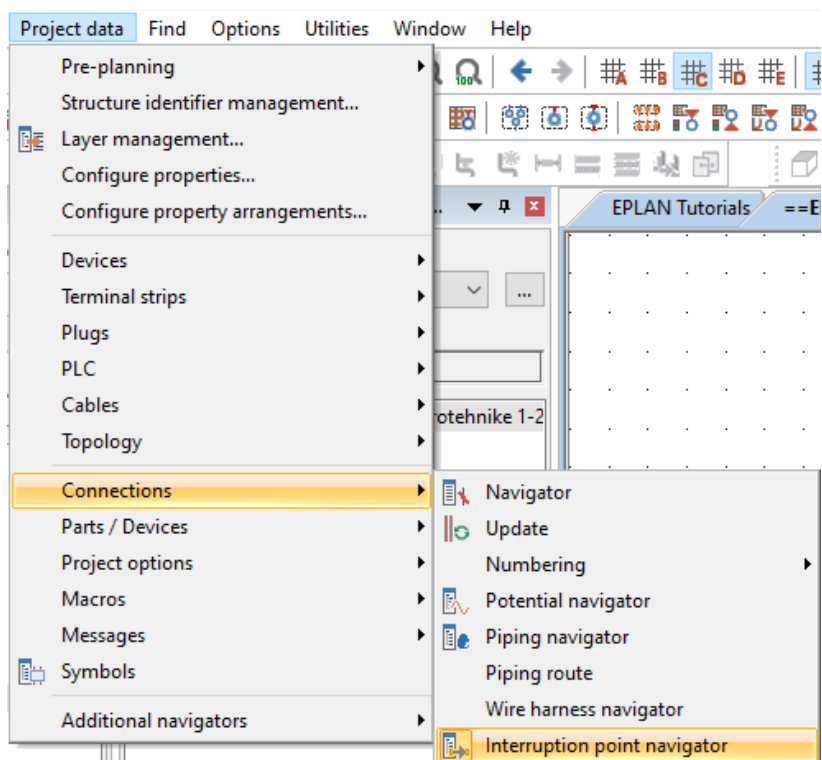 Project data Find Options Utilities Window Help
Pre-planning
Structure identifier management...
Layer management...
Configure properties...
Configure property arrangements...
Devices
Terminal strips
Plugs
PLC
Cables
Topology
Connections
Parts / Devices
Project options
Macros
Messages
Symbols
Additional navigators
100
A B C D E
...
EPLAN Tutorials ==E
...
rotehnike 1-2
Navigator
Update
Numbering
Potential navigator
Piping navigator
Piping route
Wire harness navigator
Interruption point navigator